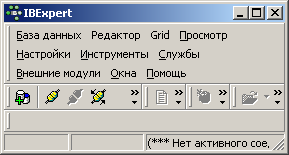 IBExpert
База данных Редактор Grid Просмотр
Настройки Инструменты Службы
Внешние модули Окна Помощь
(*** Нет активного сое,